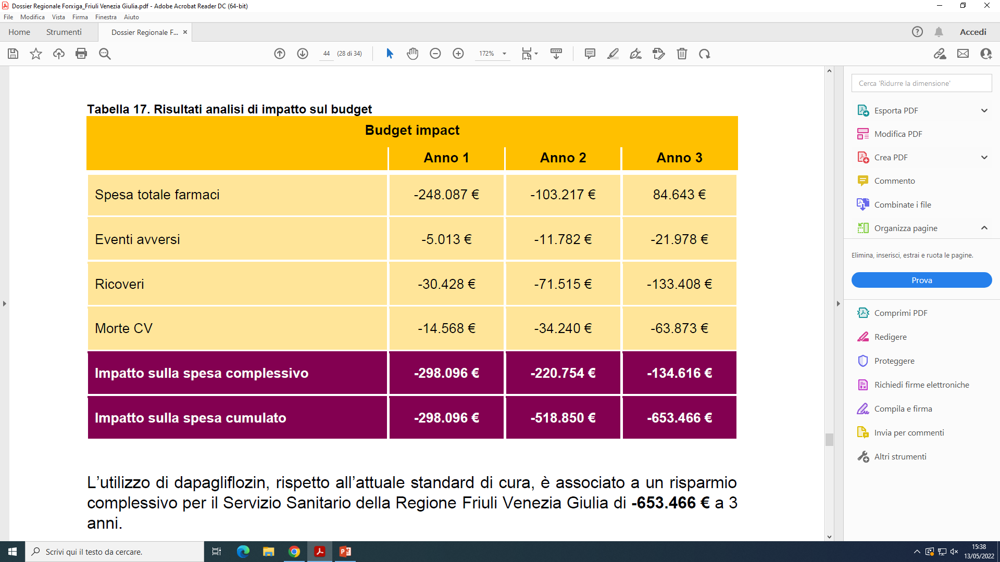 Dossier Regionale Forxiga_Friuli Venezia Giulia.pdf - Adobe Acrobat Reader DC (64-bit)
File Modifica Vista Firma Finestra Aiuto
Home Strumenti Dossier Regionale F... × Accedi
44 (28 di 34) 172%
Tabella 17. Risultati analisi di impatto sul budget
Budget impact
Anno 1 Anno 2 Anno 3
Spesa totale farmaci -248.087 € -103.217 € 84.643 €
Eventi avversi -5.013 € -11.782 € -21.978 €
Ricoveri -30.428 € -71.515 € -133.408 €
Morte CV -14.568 € -34.240 € -63.873 €
Impatto sulla spesa complessivo -298.096 € -220.754 € -134.616 €
Impatto sulla spesa cumulato -298.096 € -518.850 € -653.466 €
L’utilizzo di dapagliflozin, rispetto all’attuale standard di cura, è associato a un risparmio
complessivo per il Servizio Sanitario della Regione Friuli Venezia Giulia di -653.466 € a 3
anni.
Cerca 'Ridurre la dimensione'
Esporta PDF
Modifica PDF
Crea PDF
Commento
Combinate i file
Organizza pagine
Elimina, inserisci, estrai e ruota le pagine.
Prova
Comprimi PDF
Redigere
Proteggere
Richiedi firme elettroniche
Compila e firma
Invia per commenti
Altri strumenti
Scrivi qui il testo da cercare.
15:38
13/05/2022